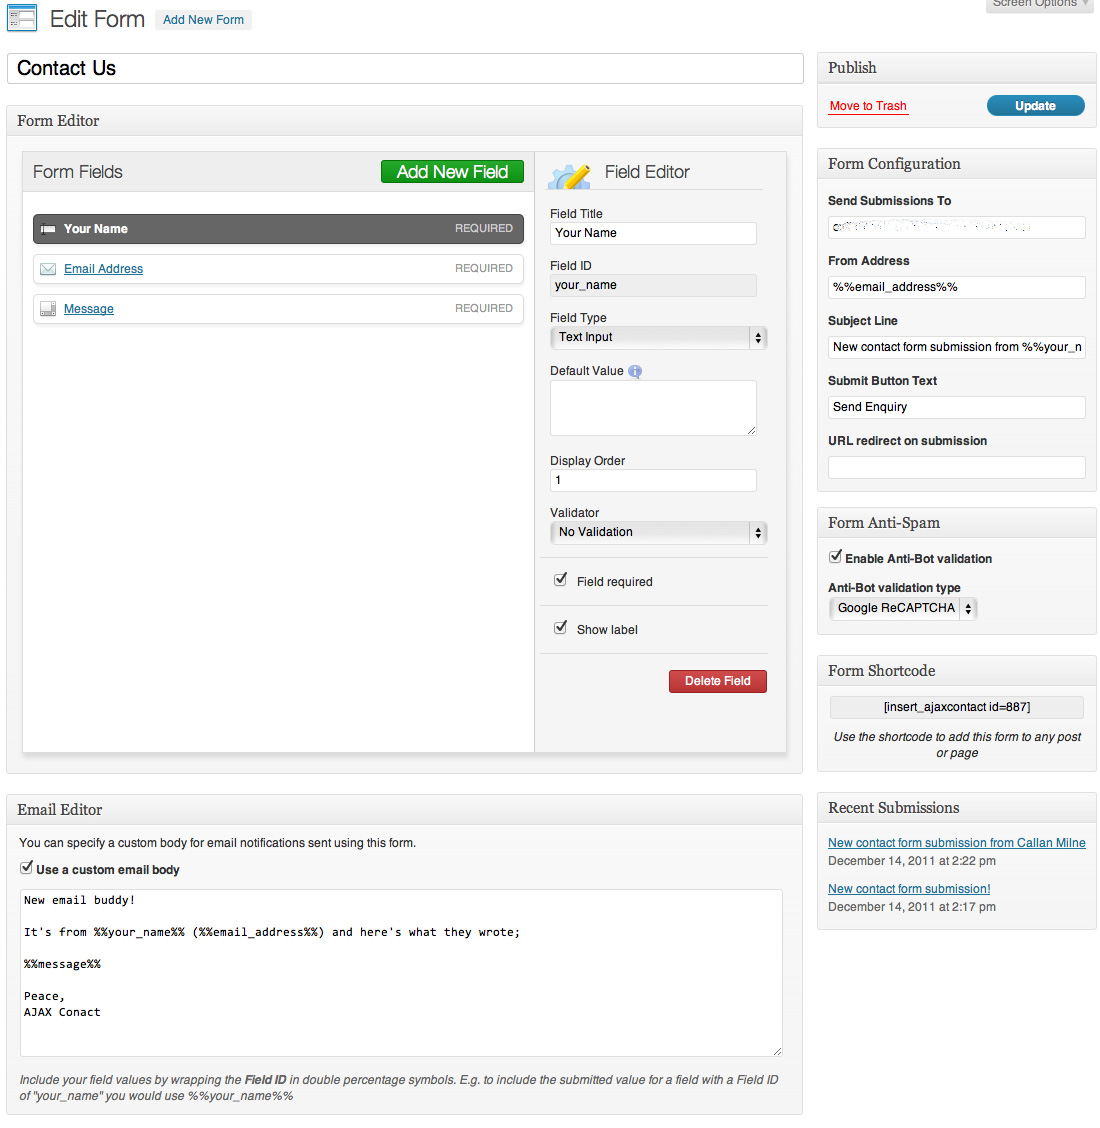 Screen Options
Edit Form
Add New Form
Contact Us
Form Editor
Form Fields
Add New Field
Your Name
REQUIRED
Email Address
REQUIRED
Message
REQUIRED
Field Editor
Field Title
Your Name
Field ID
your_name
Field Type
Text Input
Default Value
Display Order
1
Validator
No Validation
Field required
Show label
Delete Field
Email Editor
You can specify a custom body for email notifications sent using this form.
Use a custom email body
New email buddy!
It's from %%your_name%% (%%email_address%%) and here's what they wrote;
%%message%%
Peace,
AJAX Conact
Include your field values by wrapping the Field ID in double percentage symbols. E.g. to include the submitted value for a field with a Field ID
of "your_name" you would use %%your_name%%
Publish
Move to Trash
Update
Form Configuration
Send Submissions To
From Address
%%email_address%%
Subject Line
New contact form submission from %%your_n
Submit Button Text
Send Enquiry
URL redirect on submission
Form Anti-Spam
Enable Anti-Bot validation
Anti-Bot validation type
Google ReCAPTCHA
Form Shortcode
[insert_ajaxcontact id=887]
Use the shortcode to add this form to any post
or page
Recent Submissions
New contact form submission from Callan Milne
December 14, 2011 at 2:22 pm
New contact form submission!
December 14, 2011 at 2:17 pm